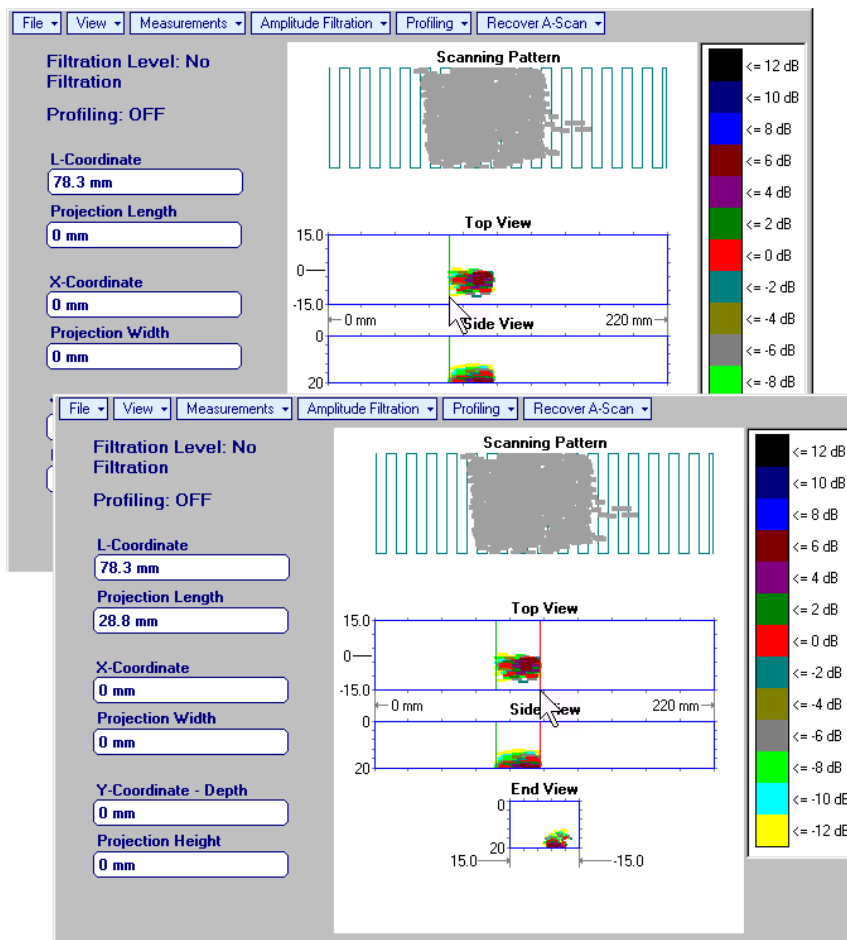 File View Measurements Amplitude Filtration Profiling Recover A-Scan
Filtration Level: No
Filtration
Profiling: OFF
L-Coordinate
78.3 mm
Projection Length
0 mm
X-Coordinate
0 mm
Projection Width
0 mm
Scanning Pattern
Top View
15.0
0
-15.0
0 mm
220 mm
Side View
0
20
<= 12 dB
<= 10 dB
<= 8 dB
<= 6 dB
<= 4 dB
<= 2 dB
<= 0 dB
<= -2 dB
<= -4 dB
<= -6 dB
<= -8 dB
File View Measurements Amplitude Filtration Profiling Recover A-Scan
Filtration Level: No
Filtration
Profiling: OFF
L-Coordinate
78.3 mm
Projection Length
28.8 mm
X-Coordinate
0 mm
Projection Width
0 mm
Y-Coordinate - Depth
0 mm
Projection Height
0 mm
Scanning Pattern
Top View
15.0
0
-15.0
0 mm
220 mm
Side View
0
20
End View
0
20
15.0
-15.0
<= 12 dB
<= 10 dB
<= 8 dB
<= 6 dB
<= 4 dB
<= 2 dB
<= 0 dB
<= -2 dB
<= -4 dB
<= -6 dB
<= -8 dB
<= -10 dB
<= -12 dB